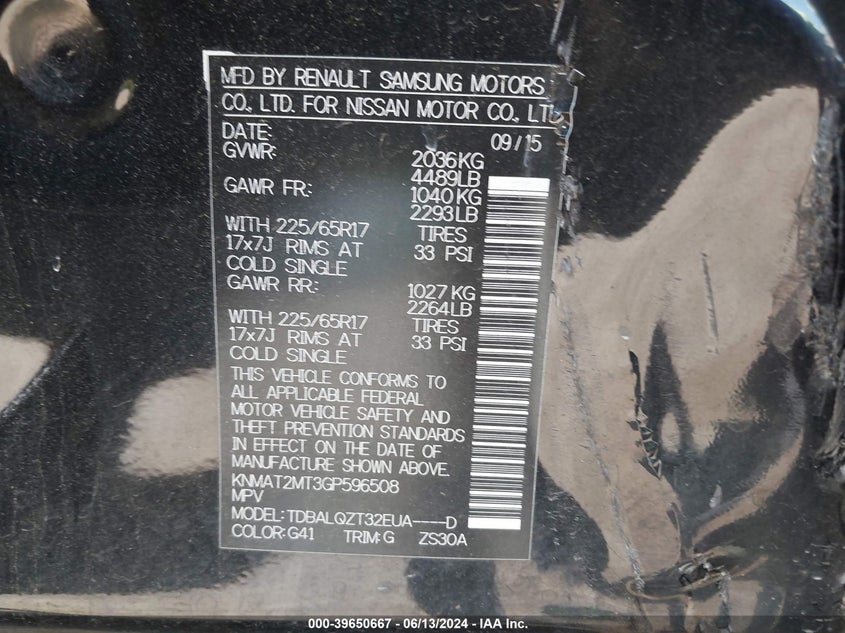 MFD BY RENAULT SAMSUNG MOTORS
CO., LTD. FOR NISSAN MOTOR CO., LTD.
DATE: 09/15
GVWR: 2036KG
4489LB
GAWR FR: 1040KG
2293LB
WITH 225/65R17 TIRES
17x7J RIMS AT 33 PSI
COLD SINGLE
GAWR RR: 1027KG
2264LB
WITH 225/65R17 TIRES
17x7J RIMS AT 33 PSI
COLD SINGLE
THIS VEHICLE CONFORMS TO
ALL APPLICABLE FEDERAL
MOTOR VEHICLE SAFETY AND
THEFT PREVENTION STANDARDS
IN EFFECT ON THE DATE OF
MANUFACTURE SHOWN ABOVE.
KNMAT2MT3GP596508
MPV
MODEL: TDBALQZT32EUA----D
COLOR: G41 TRIM: G ZS30A
000-39650667 - 06/13/2024 - IAA Inc.